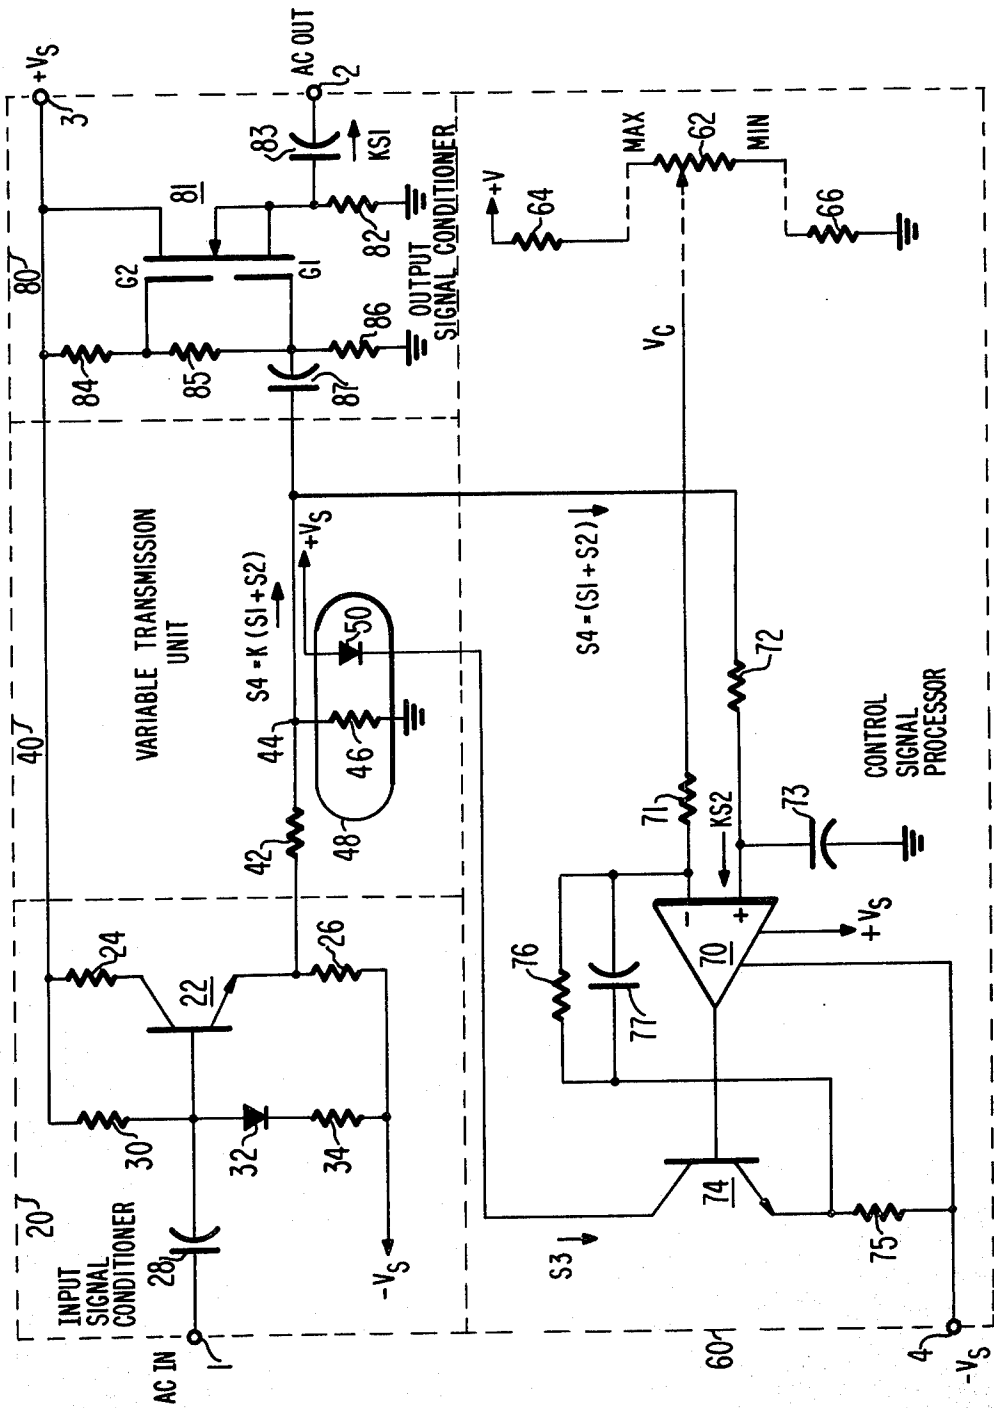 AC IN
1
INPUT
SIGNAL
CONDITIONER
20
28
30
32
34
-VS
24
22
26
40
VARIABLE TRANSMISSION
UNIT
42
44
46
48
50
S4 = K (S1 + S2)
+VS
80
84
85
86
87
G2
G1
81
82
83
KS1
OUTPUT
SIGNAL CONDITIONER
+VS
3
AC OUT
2
S4 = (S1 + S2)
VC
+V
64
MAX
62
MIN
66
71
72
KS2
73
CONTROL
SIGNAL
PROCESSOR
76
77
-
+
70
+VS
S3
74
75
60
4
-VS